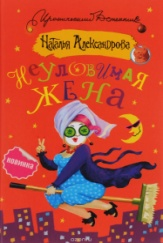 Иронический Детектив
Наталья Александрова
Неуловимая
жена
НОВИНКА